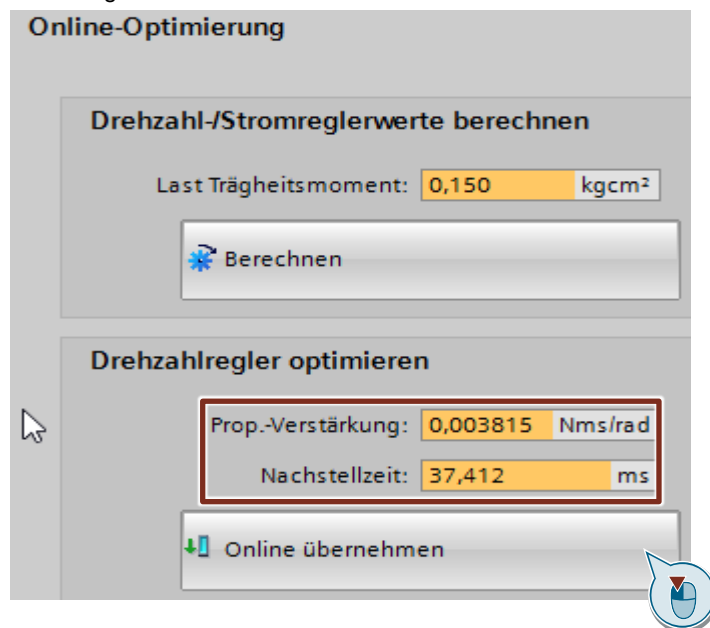 Online-Optimierung
Drehzahl-/Stromreglerwerte berechnen
Last Trägheitsmoment: 0,150 kgcm²
Berechnen
Drehzahlregler optimieren
Prop.-Verstärkung: 0,003815 Nms/rad
Nachstellzeit: 37,412 ms
Online übernehmen